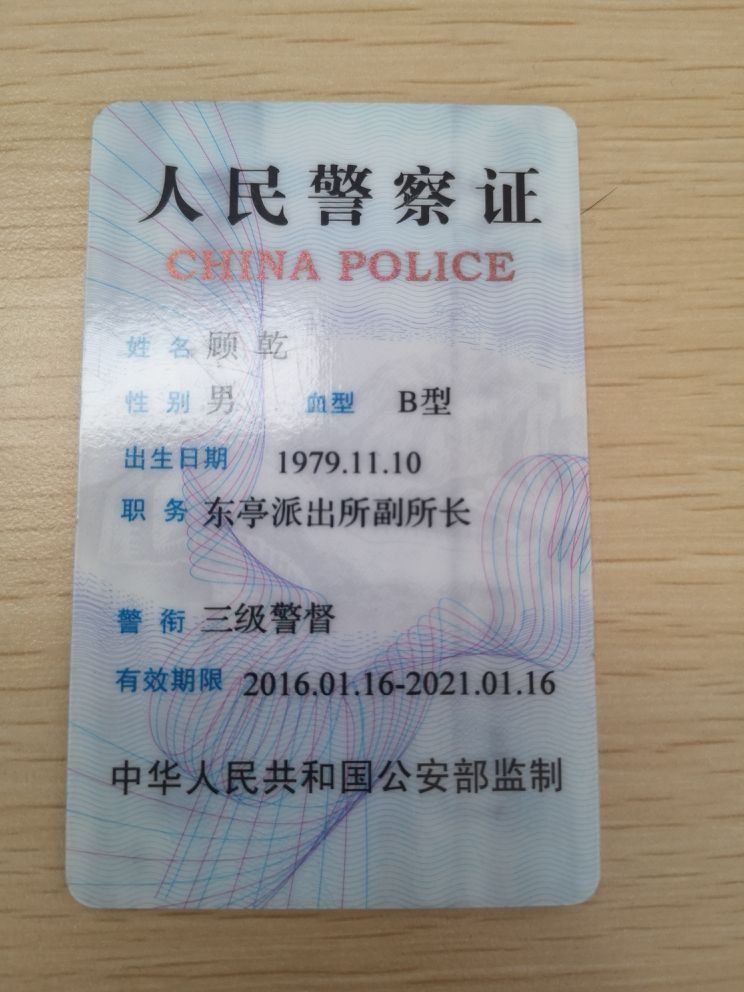 人民警察证
CHINA POLICE
姓名 顾乾
性别 男 血型 B型
出生日期 1979.11.10
职务 东亭派出所副所长
警衔 三级警督
有效期限 2016.01.16-2021.01.16
中华人民共和国公安部监制